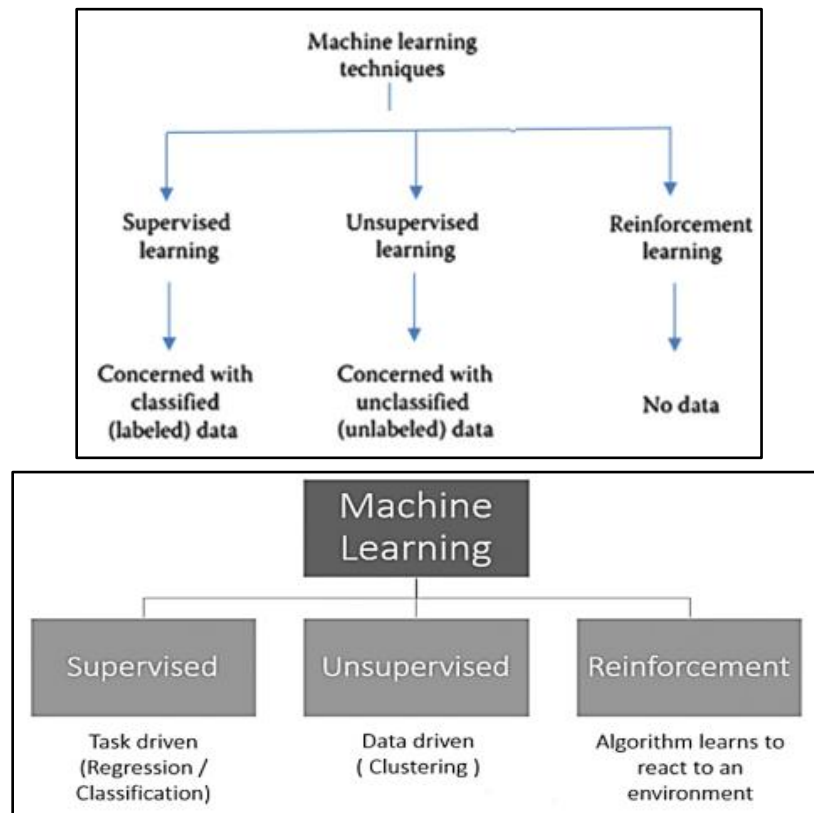 Machine learning
techniques
Supervised
learning
Unsupervised
learning
Reinforcement
learning
Concerned with
classified
(labeled) data
Concerned with
unclassified
(unlabeled) data
No data
Machine
Learning
Supervised
Unsupervised
Reinforcement
Task driven
(Regression /
Classification)
Data driven
( Clustering )
Algorithm learns to
react to an
environment